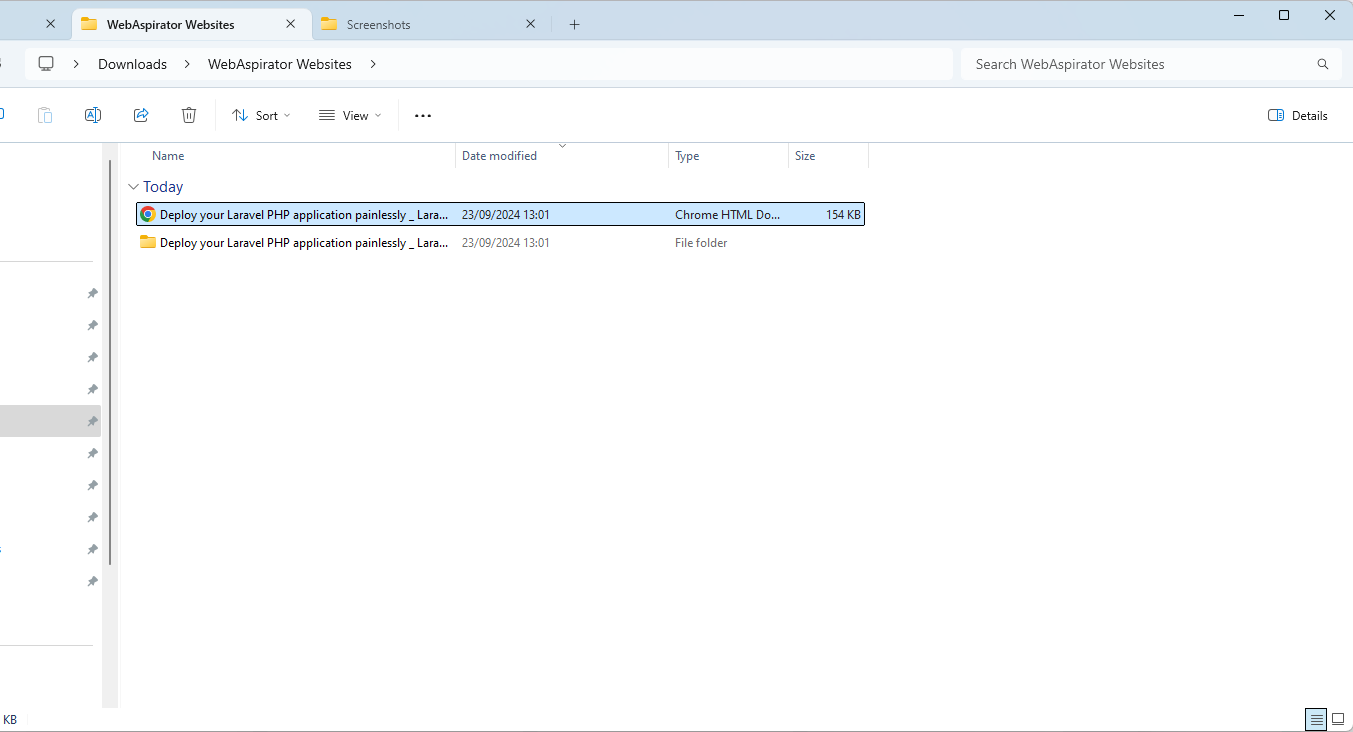 WebAspirator Websites
Screenshots
Downloads
WebAspirator Websites
Search WebAspirator Websites
Sort
View
Details
Name
Date modified
Type
Size
Today
Deploy your Laravel PHP application painlessly _ Lara... 23/09/2024 13:01 Chrome HTML Do... 154 KB
Deploy your Laravel PHP application painlessly _ Lara... 23/09/2024 13:01 File folder
KB